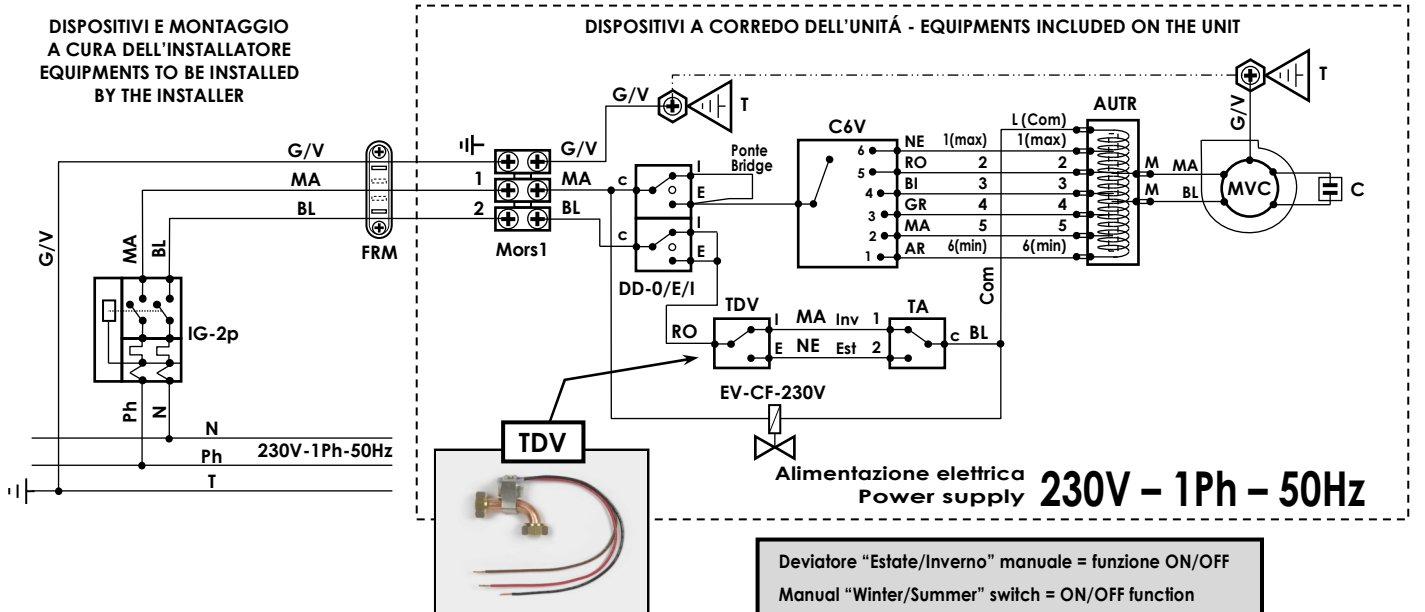 DISPOSITIVI E MONTAGGIO
A CURA DELL'INSTALLATORE
EQUIPMENTS TO BE INSTALLED
BY THE INSTALLER
DISPOSITIVI A CORREDO DELL'UNITÁ - EQUIPMENTS INCLUDED ON THE UNIT
G/V
T
T
G/V
AUTR
L (Com)
C6V
G/V
G/V
Ponte
Bridge
6
NE
1(max)
1(max)
5
RO
2
2
4
BI
3
3
3
GR
4
4
2
MA
5
5
1
AR
6(min)
6(min)
M
MA
M
BL
MVC
C
MA
1
MA
c
I
E
BL
2
BL
c
I
E
FRM
Mors1
DD-0/E/I
G/V
MA
BL
IG-2p
Ph
N
N
230V-1Ph-50Hz
Ph
T
Com
TDV
TA
RO
I
MA
Inv
1
E
NE
Est
2
c
BL
EV-CF-230V
TDV
Alimentazione elettrica
Power supply
230V – 1Ph – 50Hz
Deviatore “Estate/Inverno” manuale = funzione ON/OFF
Manual “Winter/Summer” switch = ON/OFF function